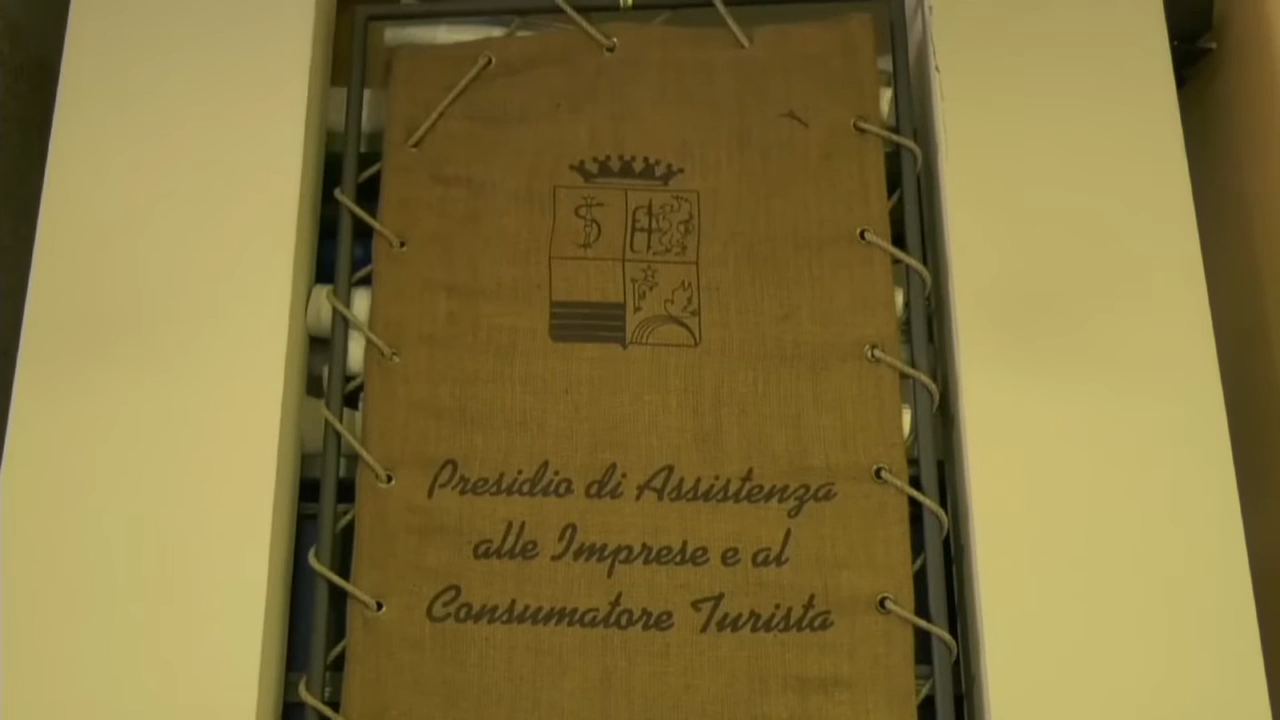 Presidio di Assistenza
alle Imprese e al
Consumatore Turista